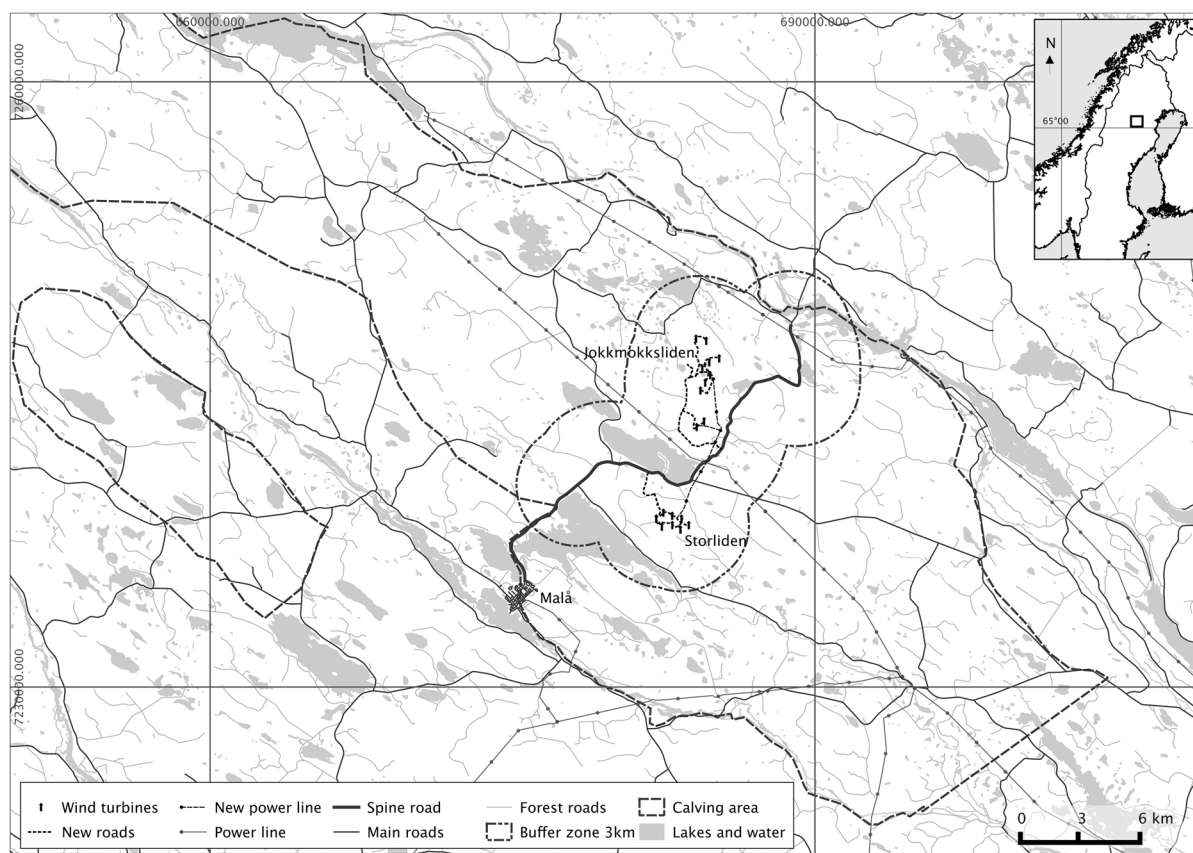 660000.000
690000.000
7260000.000
N
65°00
Jokkmokksliden
Storliden
Malå
7230000.000
Wind turbines
New power line
Spine road
Forest roads
Calving area
New roads
Power line
Main roads
Buffer zone 3km
Lakes and water
0 3 6 km